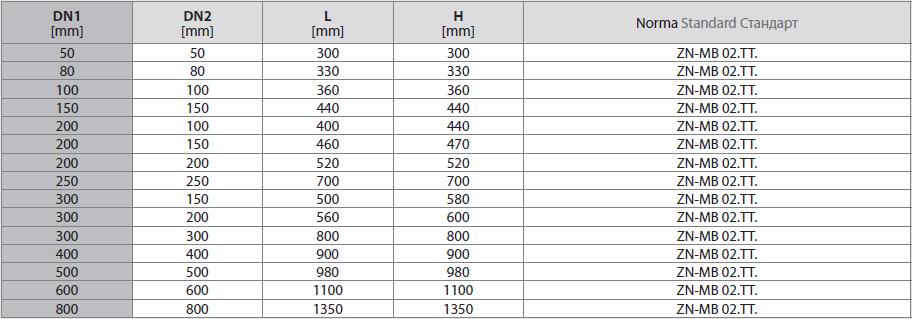 DN1 DN2 L H Norma Standard Стандарт
[mm] [mm] [mm] [mm]
50 50 300 300 ZN-MB 02.TT.
80 80 330 330 ZN-MB 02.TT.
100 100 360 360 ZN-MB 02.TT.
150 150 440 440 ZN-MB 02.TT.
200 100 400 440 ZN-MB 02.TT.
200 150 460 470 ZN-MB 02.TT.
200 200 520 520 ZN-MB 02.TT.
250 250 700 700 ZN-MB 02.TT.
300 150 500 580 ZN-MB 02.TT.
300 200 560 600 ZN-MB 02.TT.
300 300 800 800 ZN-MB 02.TT.
400 400 900 900 ZN-MB 02.TT.
500 500 980 980 ZN-MB 02.TT.
600 600 1100 1100 ZN-MB 02.TT.
800 800 1350 1350 ZN-MB 02.TT.